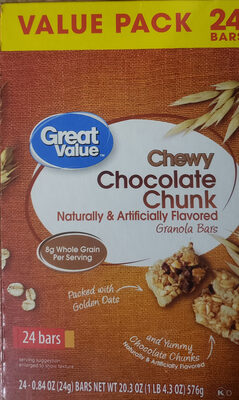 VALUE PACK 24
BARS
Great
Value™
Chewy
Chocolate
Chunk
Naturally & Artificially Flavored
Granola Bars
8g Whole Grain
Per Serving
Packed with
Golden Oats
24 bars
and Yummy
Chocolate Chunks
Naturally & Artificially Flavored
serving suggestion
enlarged to show texture
24 - 0.84 OZ (24g) BARS NET WT 20.3 OZ (1 LB 4.3 OZ) 576g
K D